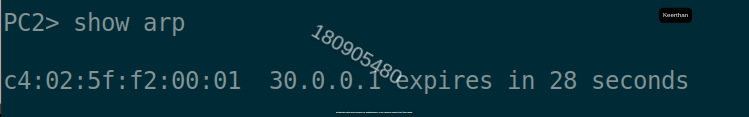 PC2> show arp
Keerthan
180905480
c4:02:5f:f2:00:01  30.0.0.1 expires in 28 seconds